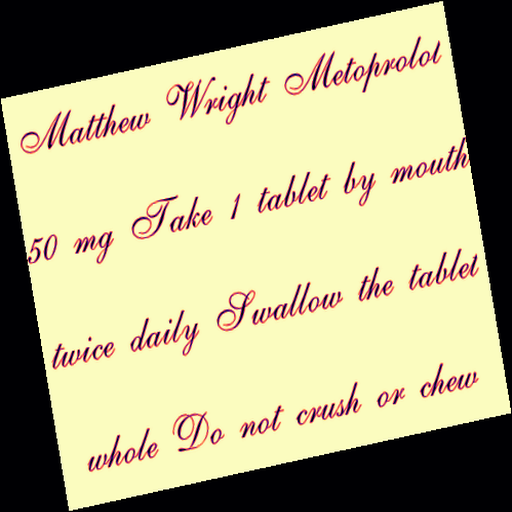 Matthew Wright Metoprolol
50 mg Take 1 tablet by mouth
twice daily Swallow the tablet
whole Do not crush or chew